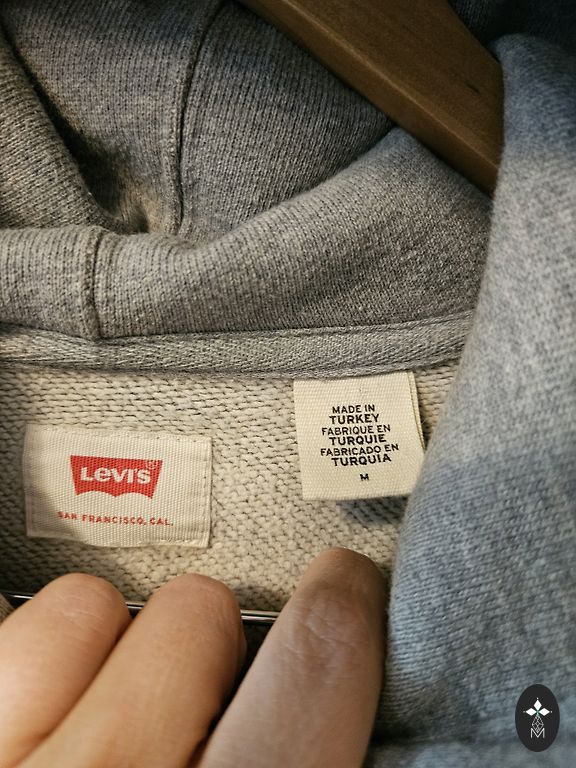 LEVI'S®
SAN FRANCISCO, CAL.
MADE IN
TURKEY
FABRIQUE EN
TURQUIE
FABRICADO EN
TURQUIA
M
M